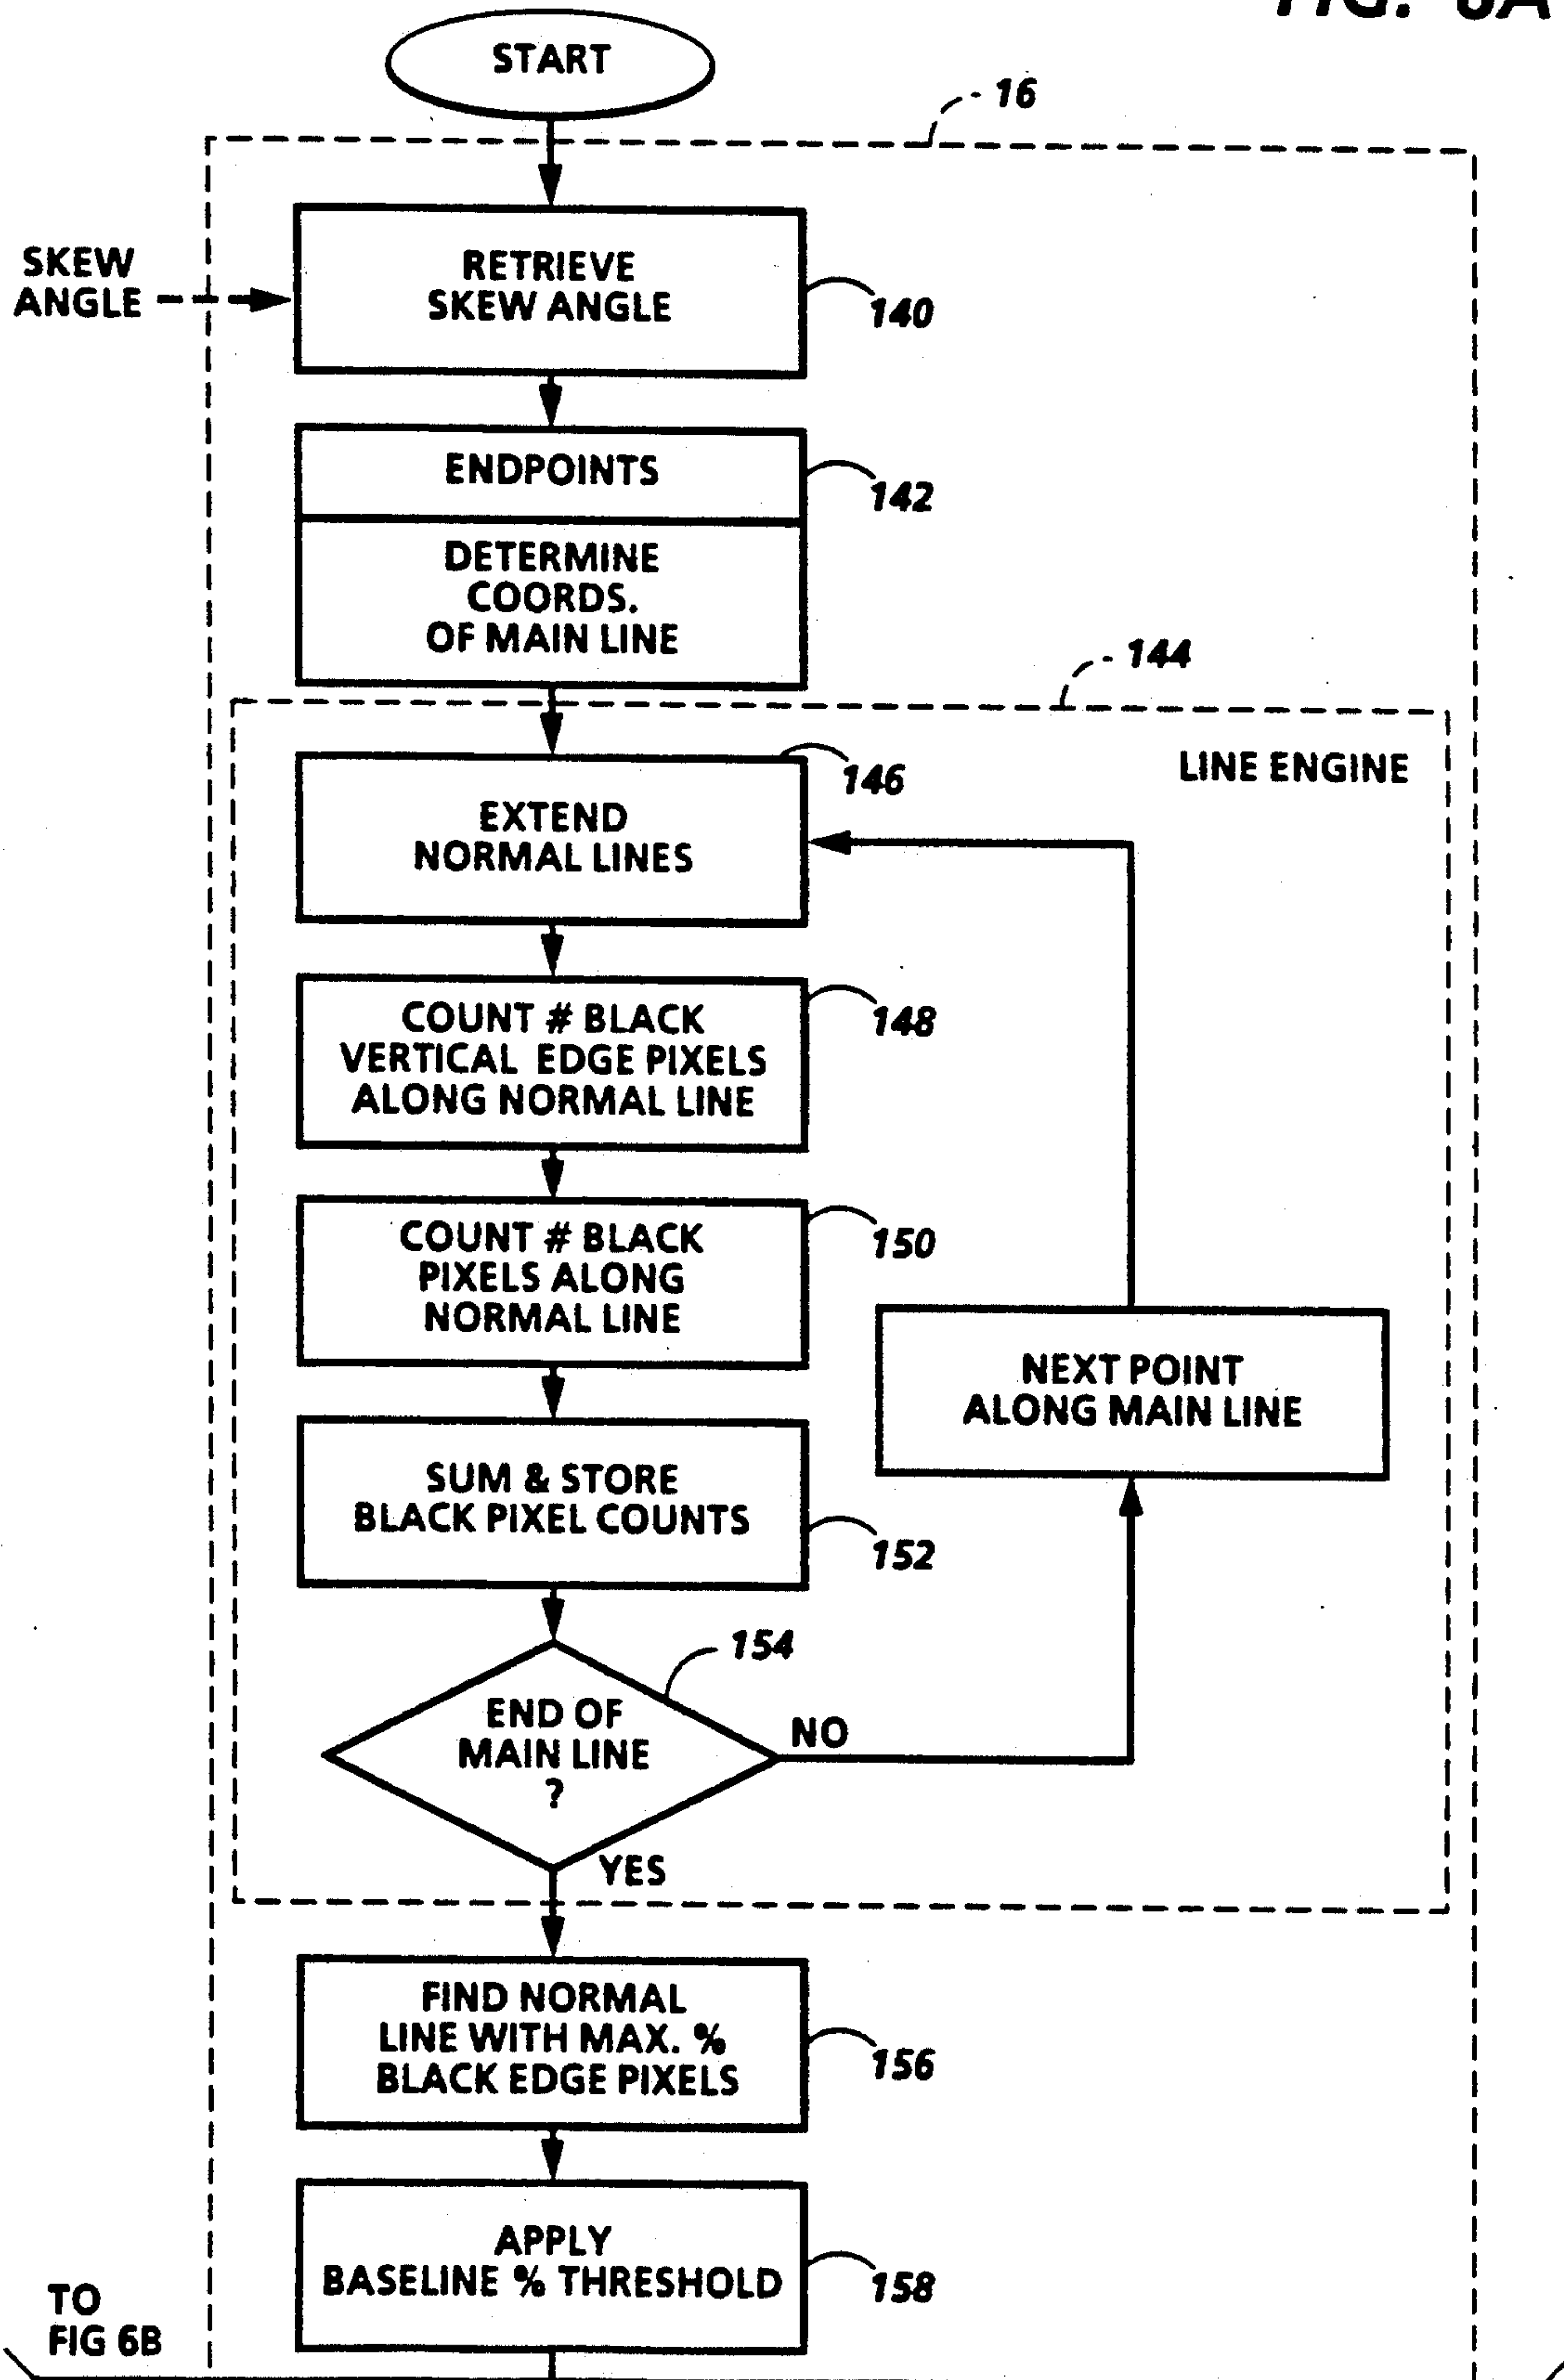 START
16
SKEW
ANGLE
RETRIEVE
SKEW ANGLE
140
ENDPOINTS
142
DETERMINE
COORDS.
OF MAIN LINE
144
LINE ENGINE
146
EXTEND
NORMAL LINES
COUNT # BLACK
VERTICAL EDGE PIXELS
ALONG NORMAL LINE
148
COUNT # BLACK
PIXELS ALONG
NORMAL LINE
150
NEXT POINT
ALONG MAIN LINE
SUM & STORE
BLACK PIXEL COUNTS
152
154
END OF
MAIN LINE
?
NO
YES
FIND NORMAL
LINE WITH MAX. %
BLACK EDGE PIXELS
156
APPLY
BASELINE % THRESHOLD
158
TO
FIG 6B